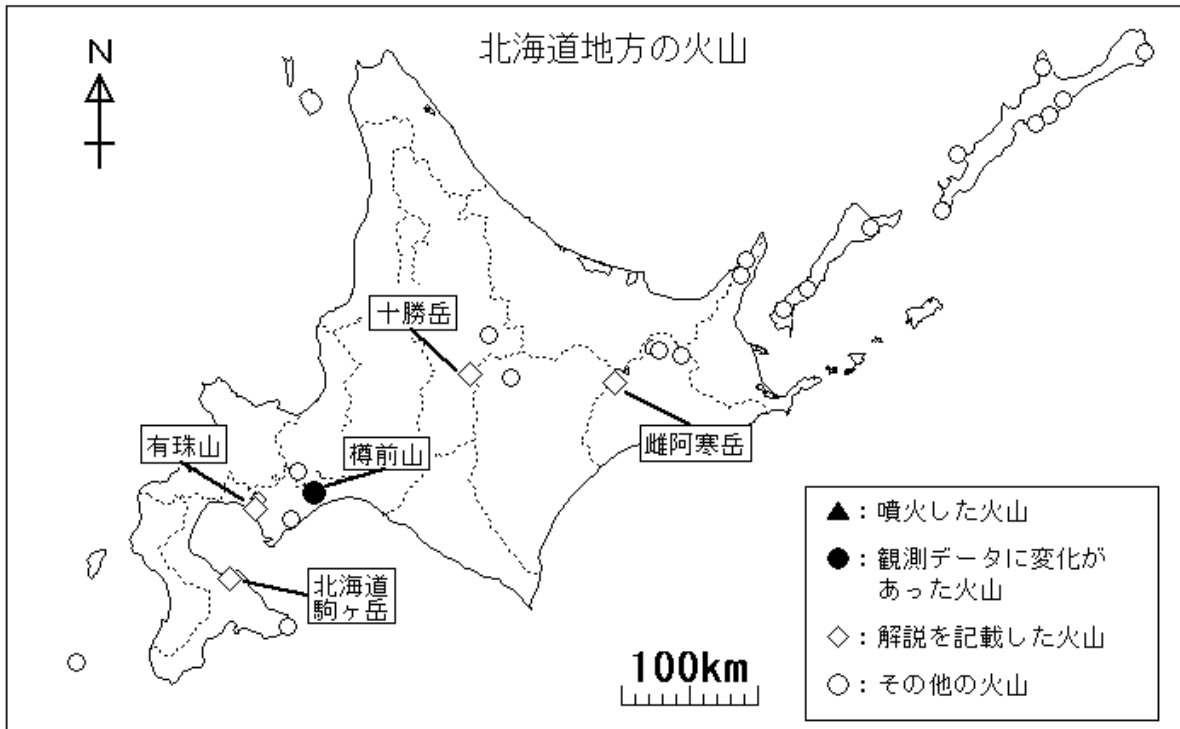 北海道地方の火山
N
十勝岳
有珠山
樽前山
雌阿寒岳
北海道
駒ヶ岳
▲：噴火した火山
●：観測データに変化が
あった火山
◇：解説を記載した火山
○：その他の火山
100km